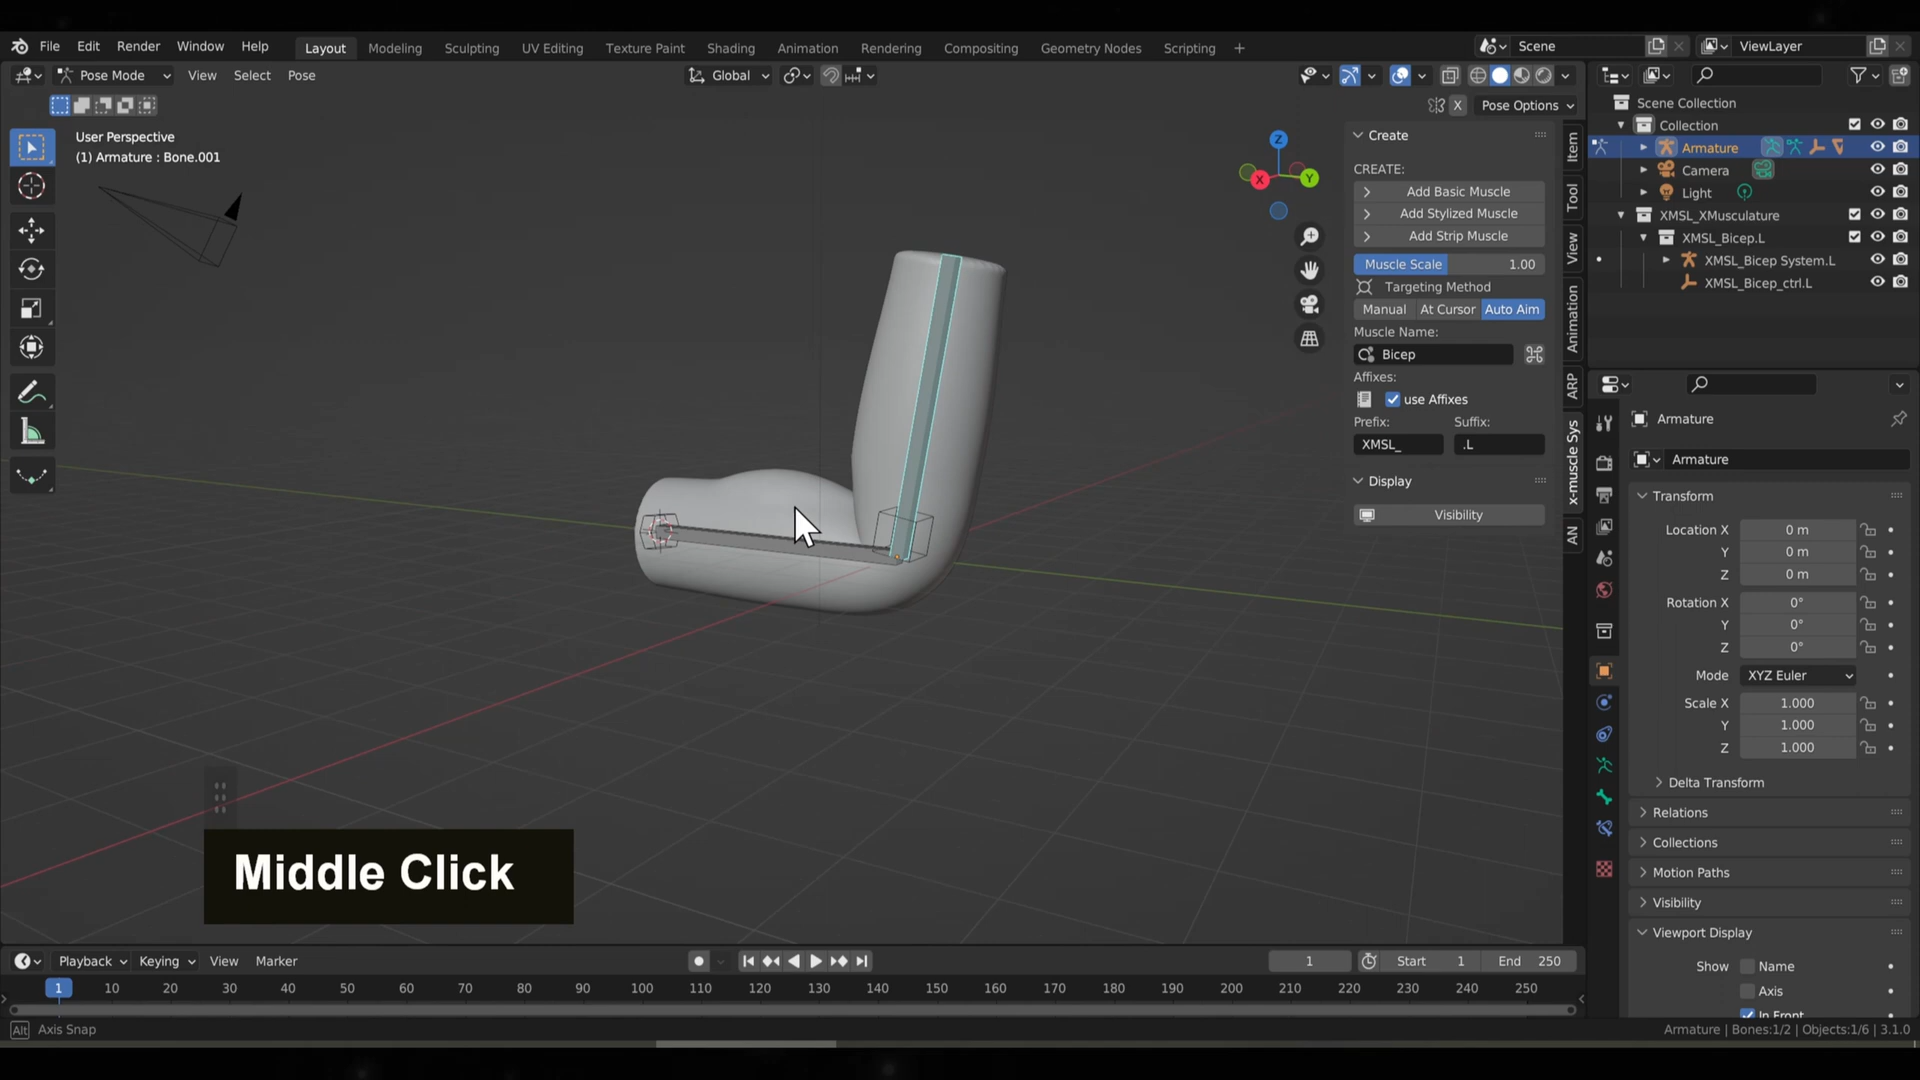 File Edit Render Window Help Layout Modeling Sculpting UV Editing Texture Paint Shading Animation Rendering Compositing Geometry Nodes Scripting + Scene ViewLayer
Pose Mode View Select Pose Global
X Pose Options
User Perspective
(1) Armature : Bone.001
Z
X
Y
Create
CREATE:
Add Basic Muscle
Add Stylized Muscle
Add Strip Muscle
Muscle Scale 1.00
Targeting Method
Manual At Cursor Auto Aim
Muscle Name:
Bicep
Affixes:
use Affixes
Prefix: Suffix:
XMSL_ .L
Display
Visibility
Item
Tool
View
Animation
ARP
x-muscle Sys
AN
Scene Collection
Collection
Armature
Camera
Light
XMSL_XMusculature
XMSL_Bicep.L
XMSL_Bicep System.L
XMSL_Bicep_ctrl.L
Armature
Armature
Transform
Location X 0 m
Y 0 m
Z 0 m
Rotation X 0°
Y 0°
Z 0°
Mode XYZ Euler
Scale X 1.000
Y 1.000
Z 1.000
Delta Transform
Relations
Collections
Motion Paths
Visibility
Viewport Display
Show Name
Axis
In Front
Middle Click
Playback Keying View Marker 1 Start 1 End 250
1 10 20 30 40 50 60 70 80 90 100 110 120 130 140 150 160 170 180 190 200 210 220 230 240 250
Alt Axis Snap
Armature | Bones:1/2 | Objects:1/6 | 3.1.0